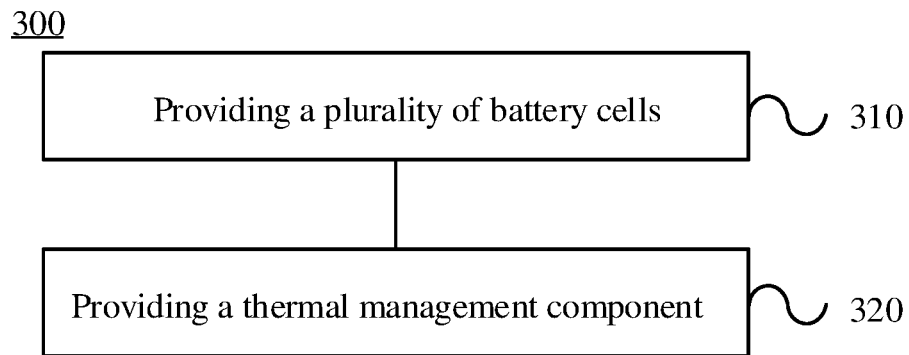 300
Providing a plurality of battery cells
310
Providing a thermal management component
320